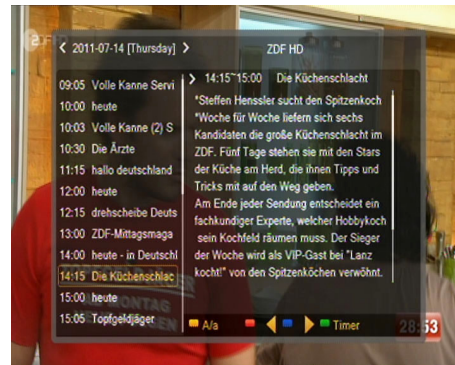 ZDF HD
2011-07-14 [Thursday]
ZDF HD
09:05 Volle Kanne Servi
10:00 heute
10:03 Volle Kanne (2) S
10:30 Die Ärzte
11:15 hallo deutschland
12:00 heute
12:15 drehscheibe Deuts
13:00 ZDF-Mittagsmaga
14:00 heute - in Deutschl
14:15 Die Küchenschlac
15:00 heute
15:05 Topfgeldjäger
14:15~15:00 Die Küchenschlacht
*Steffen Henssler sucht den Spitzenkoch
*Woche für Woche liefern sich sechs
Kandidaten die große Küchenschlacht im
ZDF. Fünf Tage stehen sie mit den Stars
der Küche am Herd, die ihnen Tipps und
Tricks mit auf den Weg geben.
Am Ende jeder Sendung entscheidet ein
fachkundiger Experte, welcher Hobbykoch
sein Kochfeld räumen muss. Der Sieger
der Woche wird als VIP-Gast bei "Lanz
kocht!" von den Spitzenköchen verwöhnt.
A/a
Timer
28:53